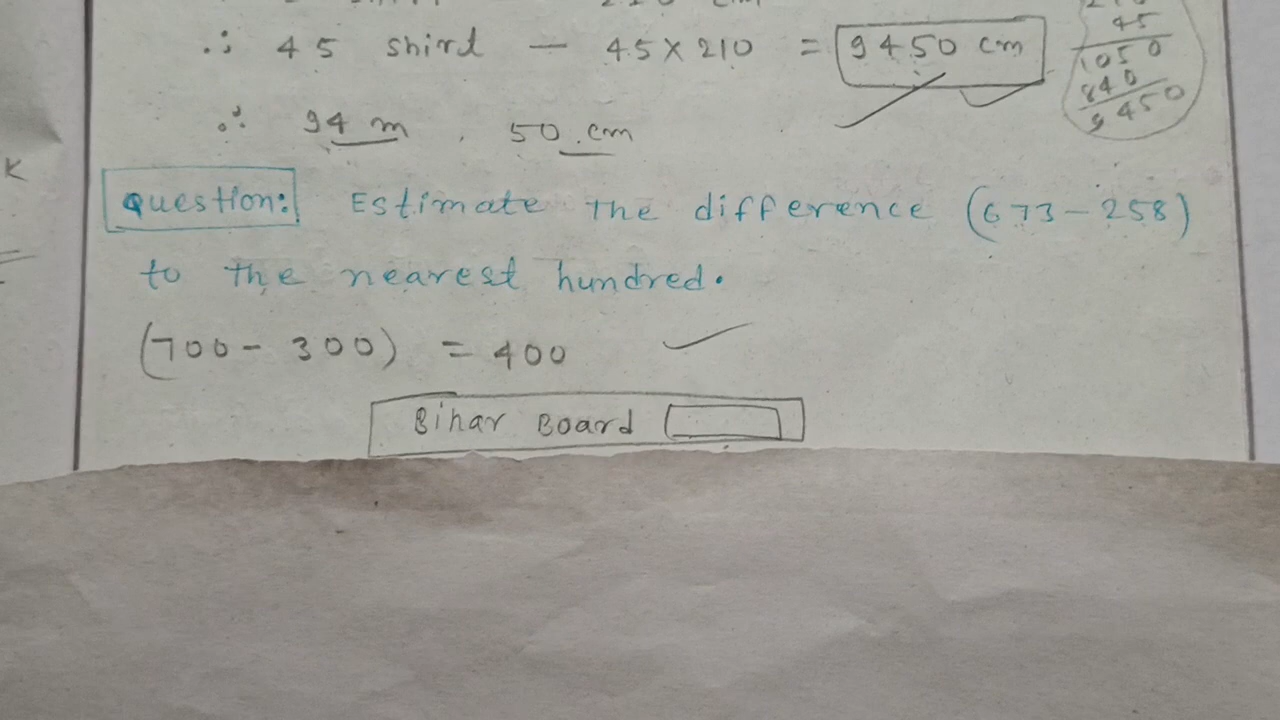 ∴ 45 shird — 45 × 210 = 9450 cm
45
1050
840
9450
∴ 94 m . 50 cm
K
Question: Estimate the difference (673 - 258)
to the nearest hundred.
(700 - 300) = 400
Bihar Board